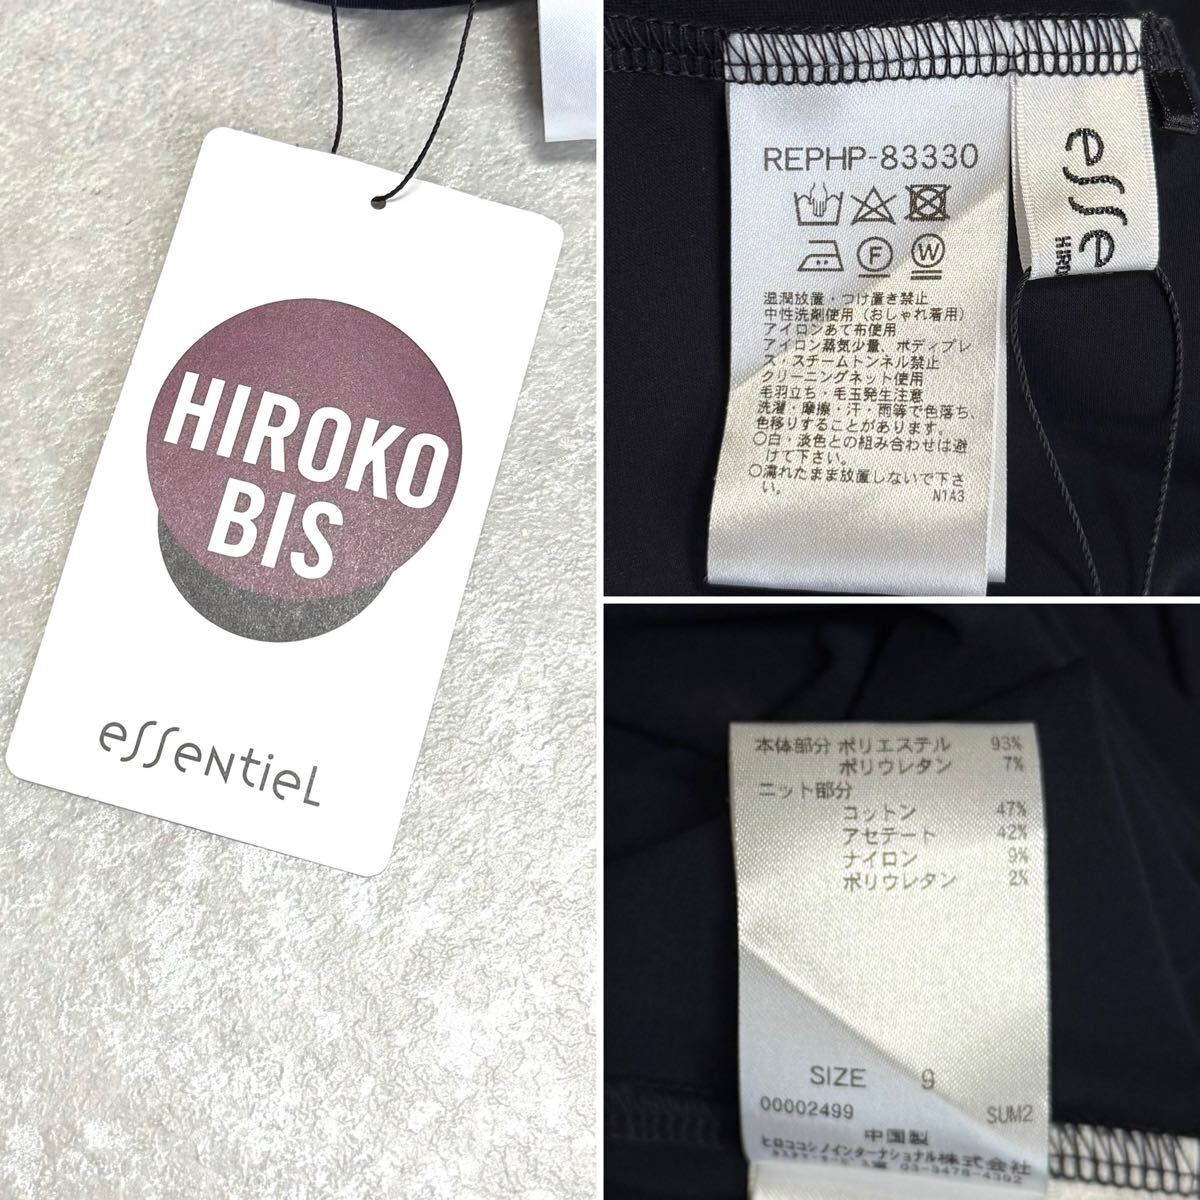 HIROKO
BIS
eSSeNtieL
REPHP-83330
F
W
湿潤放置・つけ置き禁止
中性洗剤使用(おしゃれ着用)
アイロンあて布使用
アイロン蒸気少量、ボディプレ
ス・スチームトンネル禁止
クリーニングネット使用
毛羽立ち・毛玉発生注意
洗濯・摩擦・汗・雨等で色落ち、
色移りすることがあります。
○白・淡色との組み合わせは避
けて下さい。
○濡れたまま放置しないで下さ
い。
N1A3
eSSe
HIRO
本体部分 ポリエステル 93%
ポリウレタン 7%
ニット部分
コットン 47%
アセテート 42%
ナイロン 9%
ポリウレタン 2%
SIZE 9
00002499 SUM2
中国製
ヒロココシノインターナショナル株式会社
03-3478-4392